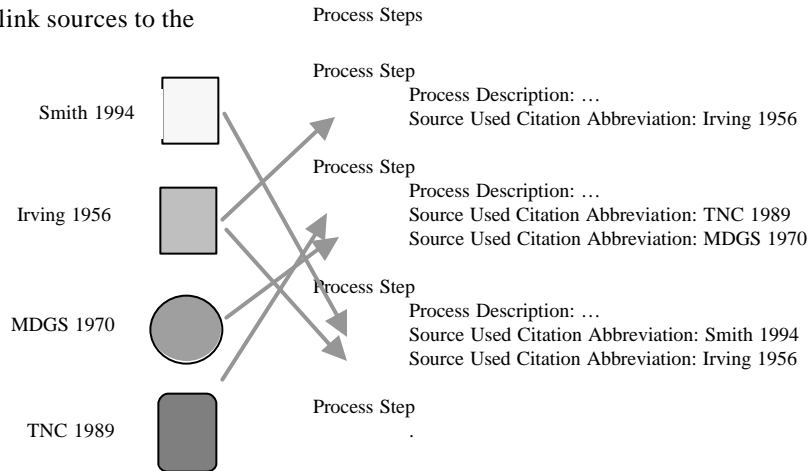 link sources to the
Process Steps
Smith 1994
Irving 1956
MDGS 1970
TNC 1989
Process Step
Process Description: …
Source Used Citation Abbreviation: Irving 1956
Process Step
Process Description: …
Source Used Citation Abbreviation: TNC 1989
Source Used Citation Abbreviation: MDGS 1970
Process Step
Process Description: …
Source Used Citation Abbreviation: Smith 1994
Source Used Citation Abbreviation: Irving 1956
Process Step
.